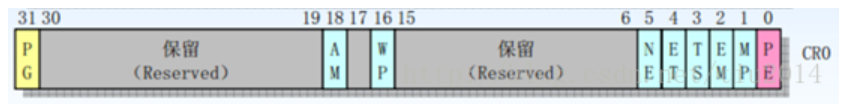 31 30 19 18 17 16 15 6 5 4 3 2 1 0
P 保留 A W 保留 N E T E M P CR0
G (Reserved) M P (Reserved) E T S M P E